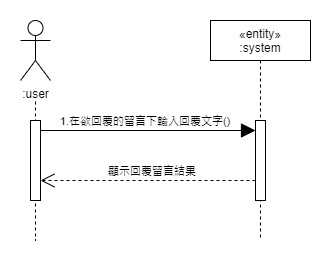 «entity»
:system
:user
1.在欲回覆的留言下輸入回覆文字()
顯示回覆留言結果